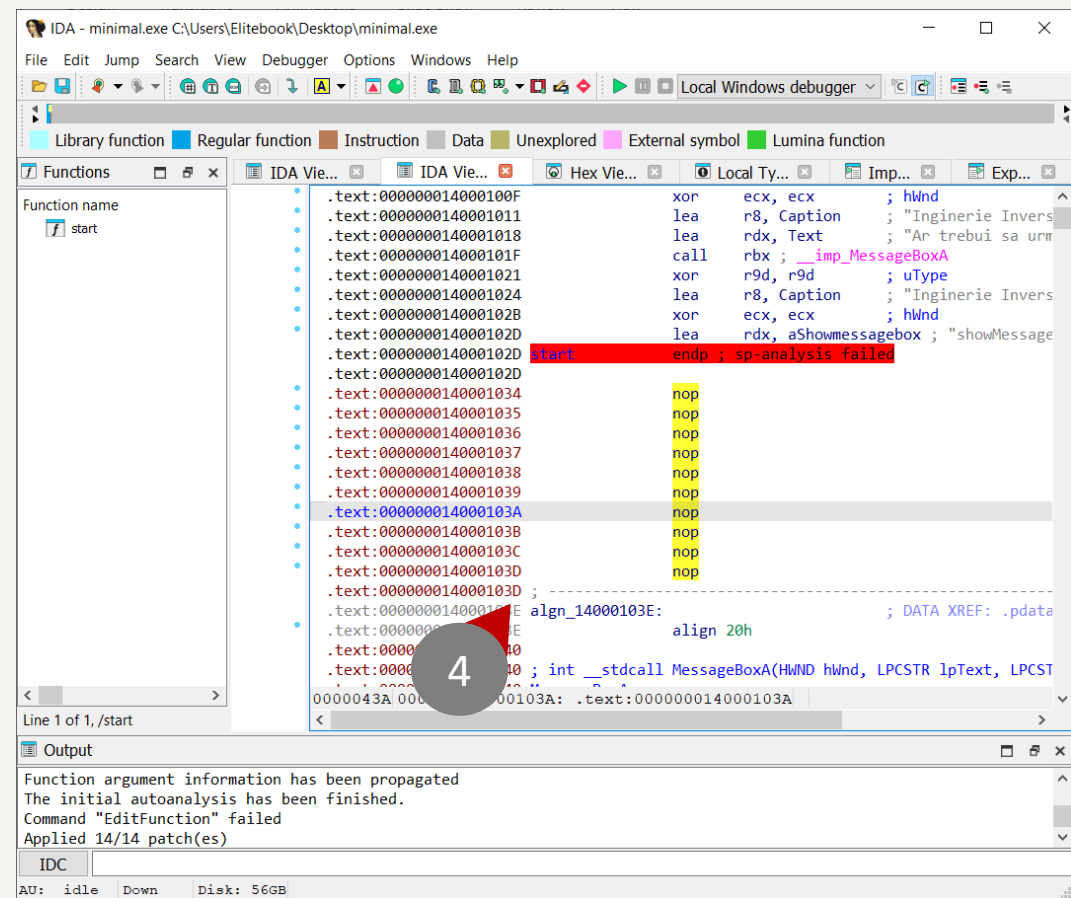 IDA - minimal.exe C:\Users\Elitebook\Desktop\minimal.exe
File Edit Jump Search View Debugger Options Windows Help
A Local Windows debugger
Library function Regular function Instruction Data Unexplored External symbol Lumina function
Functions IDA Vie... IDA Vie... Hex Vie... Local Ty... Imp... Exp...
Function name
f start
.text:000000014000100F xor ecx, ecx ; hWnd
.text:0000000140001011 lea r8, Caption ; "Inginerie Invers
.text:0000000140001018 lea rdx, Text ; "Ar trebui sa urm
.text:000000014000101F call rbx ; __imp_MessageBoxA
.text:0000000140001021 xor r9d, r9d ; uType
.text:0000000140001024 lea r8, Caption ; "Inginerie Invers
.text:000000014000102B xor ecx, ecx ; hWnd
.text:000000014000102D lea rdx, aShowmessagebox ; "showMessage
.text:000000014000102D start endp ; sp-analysis failed
.text:000000014000102D
.text:0000000140001034 nop
.text:0000000140001035 nop
.text:0000000140001036 nop
.text:0000000140001037 nop
.text:0000000140001038 nop
.text:0000000140001039 nop
.text:000000014000103A nop
.text:000000014000103B nop
.text:000000014000103C nop
.text:000000014000103D nop
.text:000000014000103D ; ---------------------------------------------------------
algn_14000103E: ; DATA XREF: .pdata
align 20h
; int __stdcall MessageBoxA(HWND hWnd, LPCSTR lpText, LPCST
4
0000043A .text:000000014000103A
Line 1 of 1, /start
Output
Function argument information has been propagated
The initial autoanalysis has been finished.
Command "EditFunction" failed
Applied 14/14 patch(es)
IDC
AU: idle Down Disk: 56GB